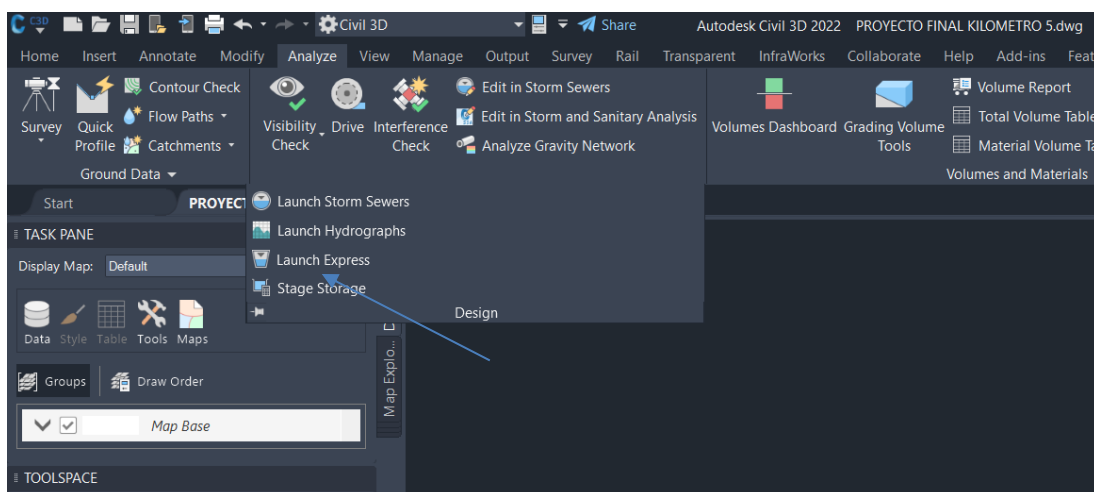 C3D Civil 3D Share Autodesk Civil 3D 2022 PROYECTO FINAL KILOMETRO 5.dwg
Home Insert Annotate Modify Analyze View Manage Output Survey Rail Transparent InfraWorks Collaborate Help Add-ins Feat
Survey
Quick
Profile
Contour Check
Flow Paths
Catchments
Ground Data
Visibility
Check
Drive
Interference
Check
Edit in Storm Sewers
Edit in Storm and Sanitary Analysis
Analyze Gravity Network
Volumes Dashboard
Grading Volume
Tools
Volume Report
Total Volume Table
Material Volume Ta
Volumes and Materials
Launch Storm Sewers
Launch Hydrographs
Launch Express
Stage Storage
Design
Start PROYECT
TASK PANE
Display Map: Default
Data Style Table Tools Maps
Groups Draw Order
Map Base
Map Explo...
TOOLSPACE